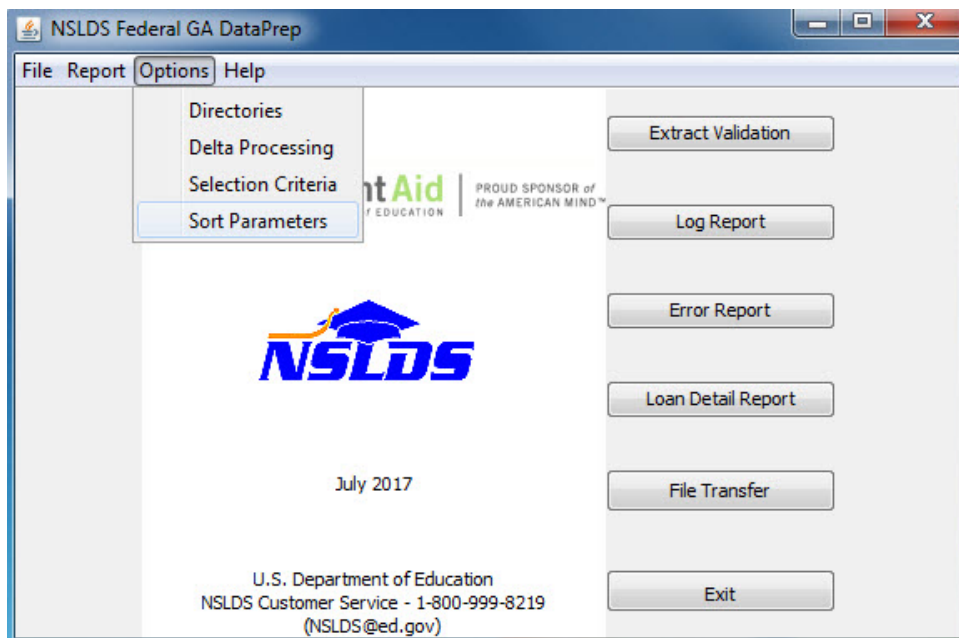 NSLDS Federal GA DataPrep
File Report Options Help
Directories
Delta Processing
Selection Criteria
Sort Parameters
nt Aid
EDUCATION
PROUD SPONSOR of
the AMERICAN MIND™
NSLDS
July 2017
U.S. Department of Education
NSLDS Customer Service - 1-800-999-8219
(NSLDS@ed.gov)
Extract Validation
Log Report
Error Report
Loan Detail Report
File Transfer
Exit